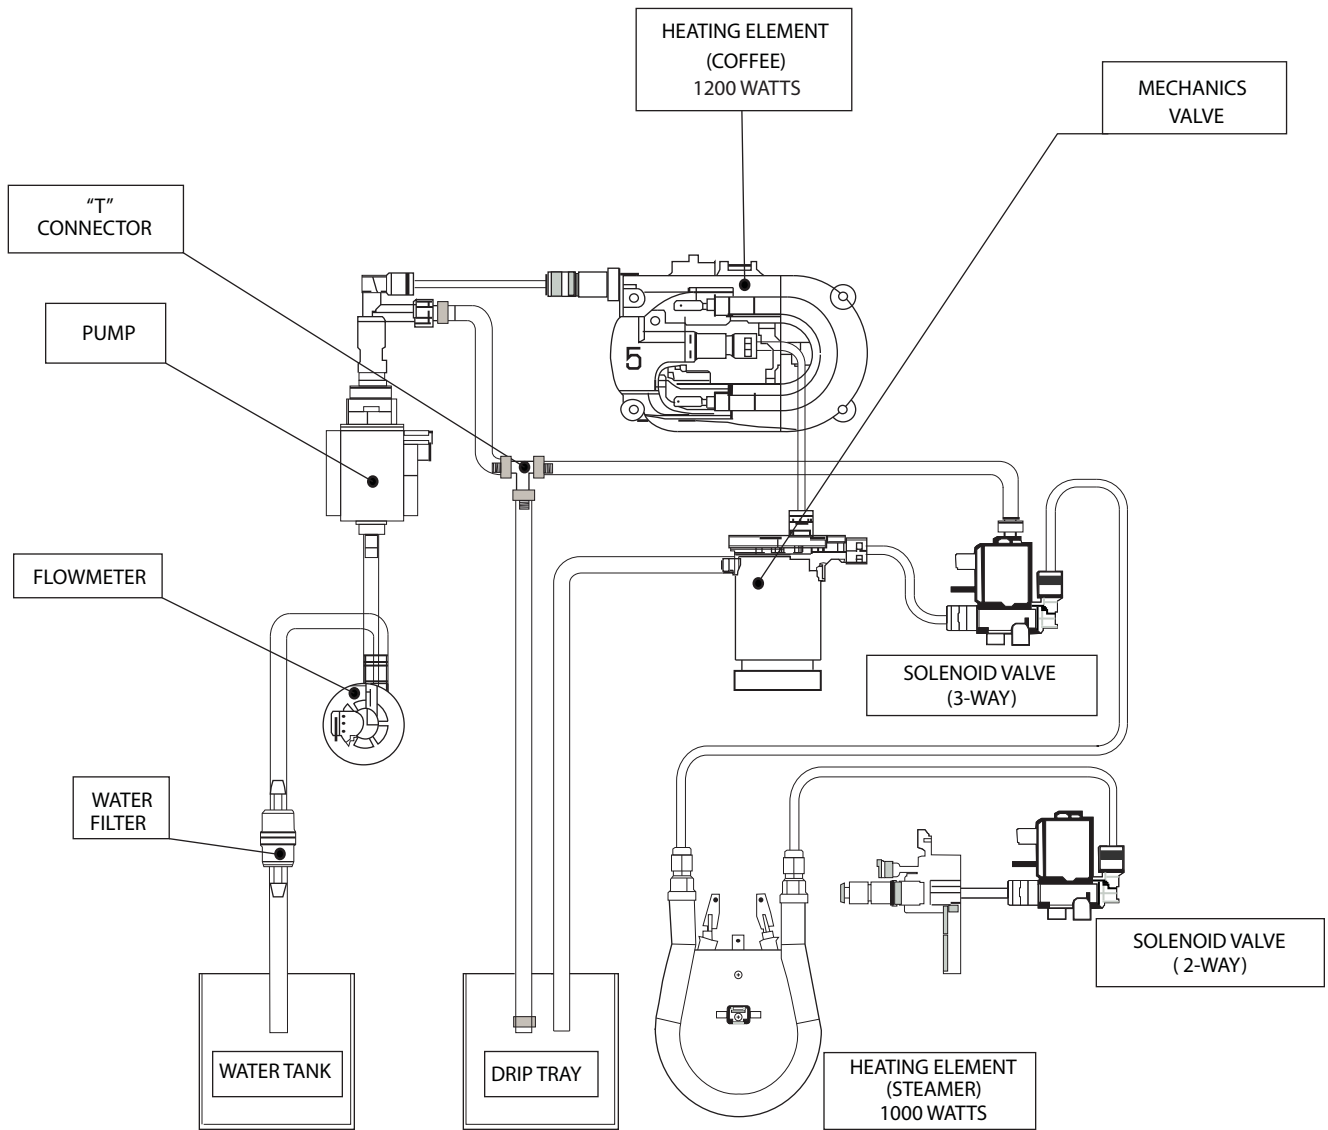 HEATING ELEMENT
(COFFEE)
1200 WATTS
MECHANICS
VALVE
“T”
CONNECTOR
PUMP
5
FLOWMETER
SOLENOID VALVE
(3-WAY)
WATER
FILTER
SOLENOID VALVE
( 2-WAY)
WATER TANK
DRIP TRAY
HEATING ELEMENT
(STEAMER)
1000 WATTS